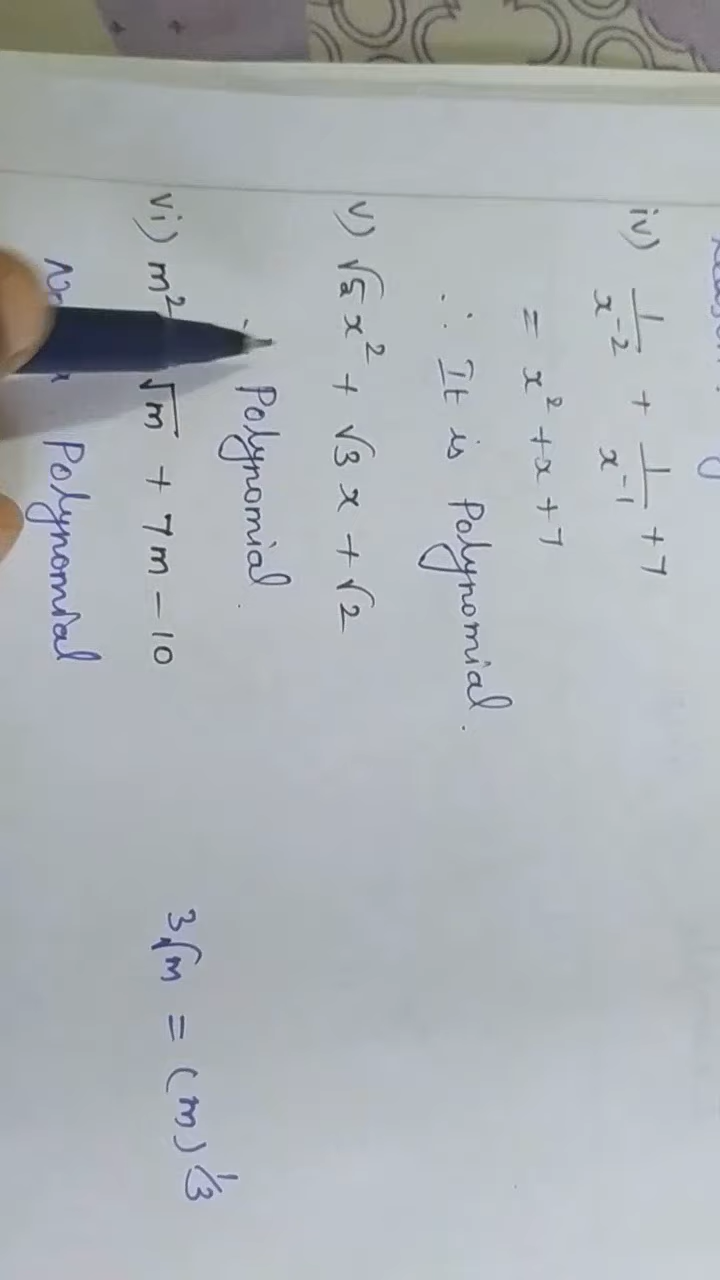 iv) 1/x⁻² + 1/x⁻¹ + 7
= x² + x + 7
∴ It is Polynomial.
v) √5 x² + √3 x + √2
Polynomial.
vi) m² √m + 7m - 10
Polynomial
3√m = (m)^1/3